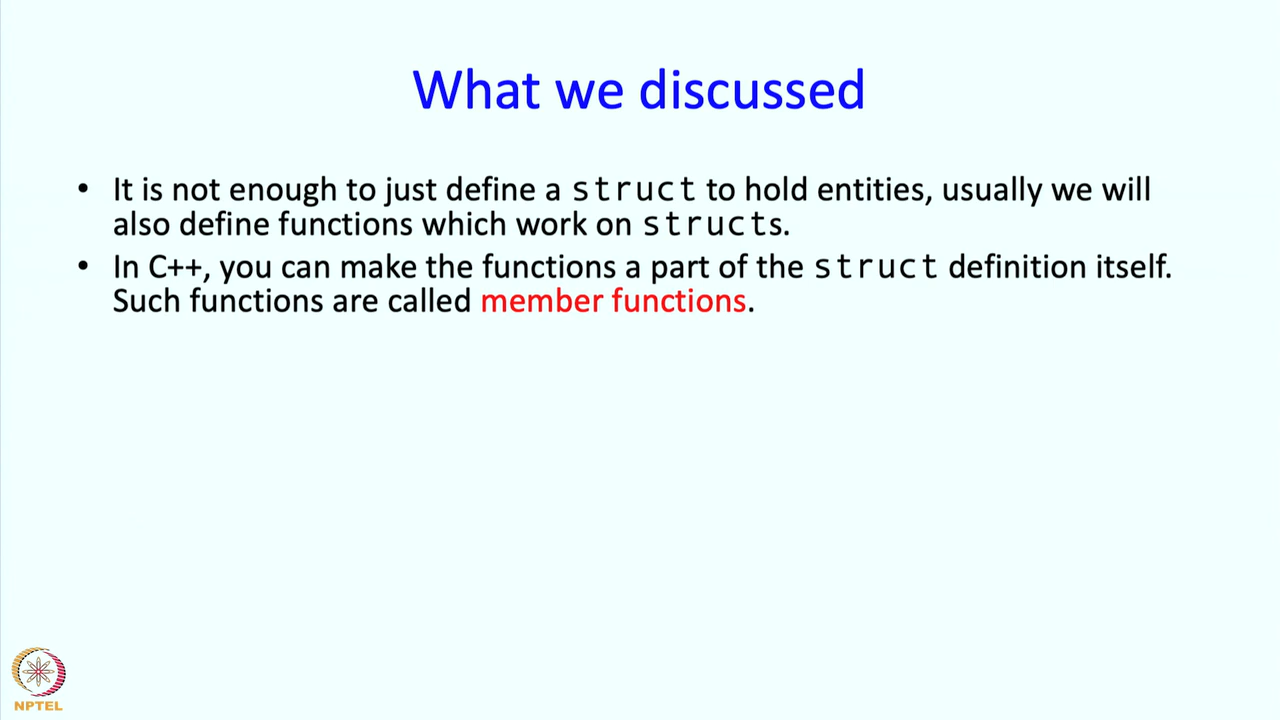 What we discussed
• It is not enough to just define a struct to hold entities, usually we will
also define functions which work on structs.
• In C++, you can make the functions a part of the struct definition itself.
Such functions are called member functions.
NPTEL